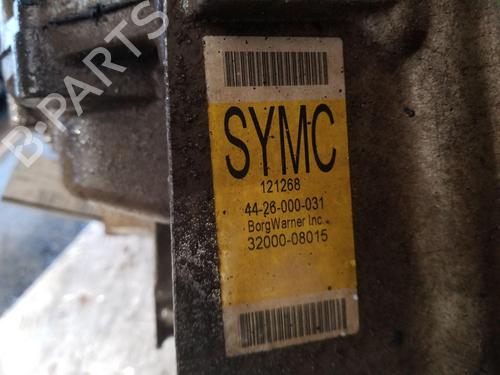 B-PARTS
SYMC
121268
44-26-000-031
BorgWarner Inc.
32000-08015